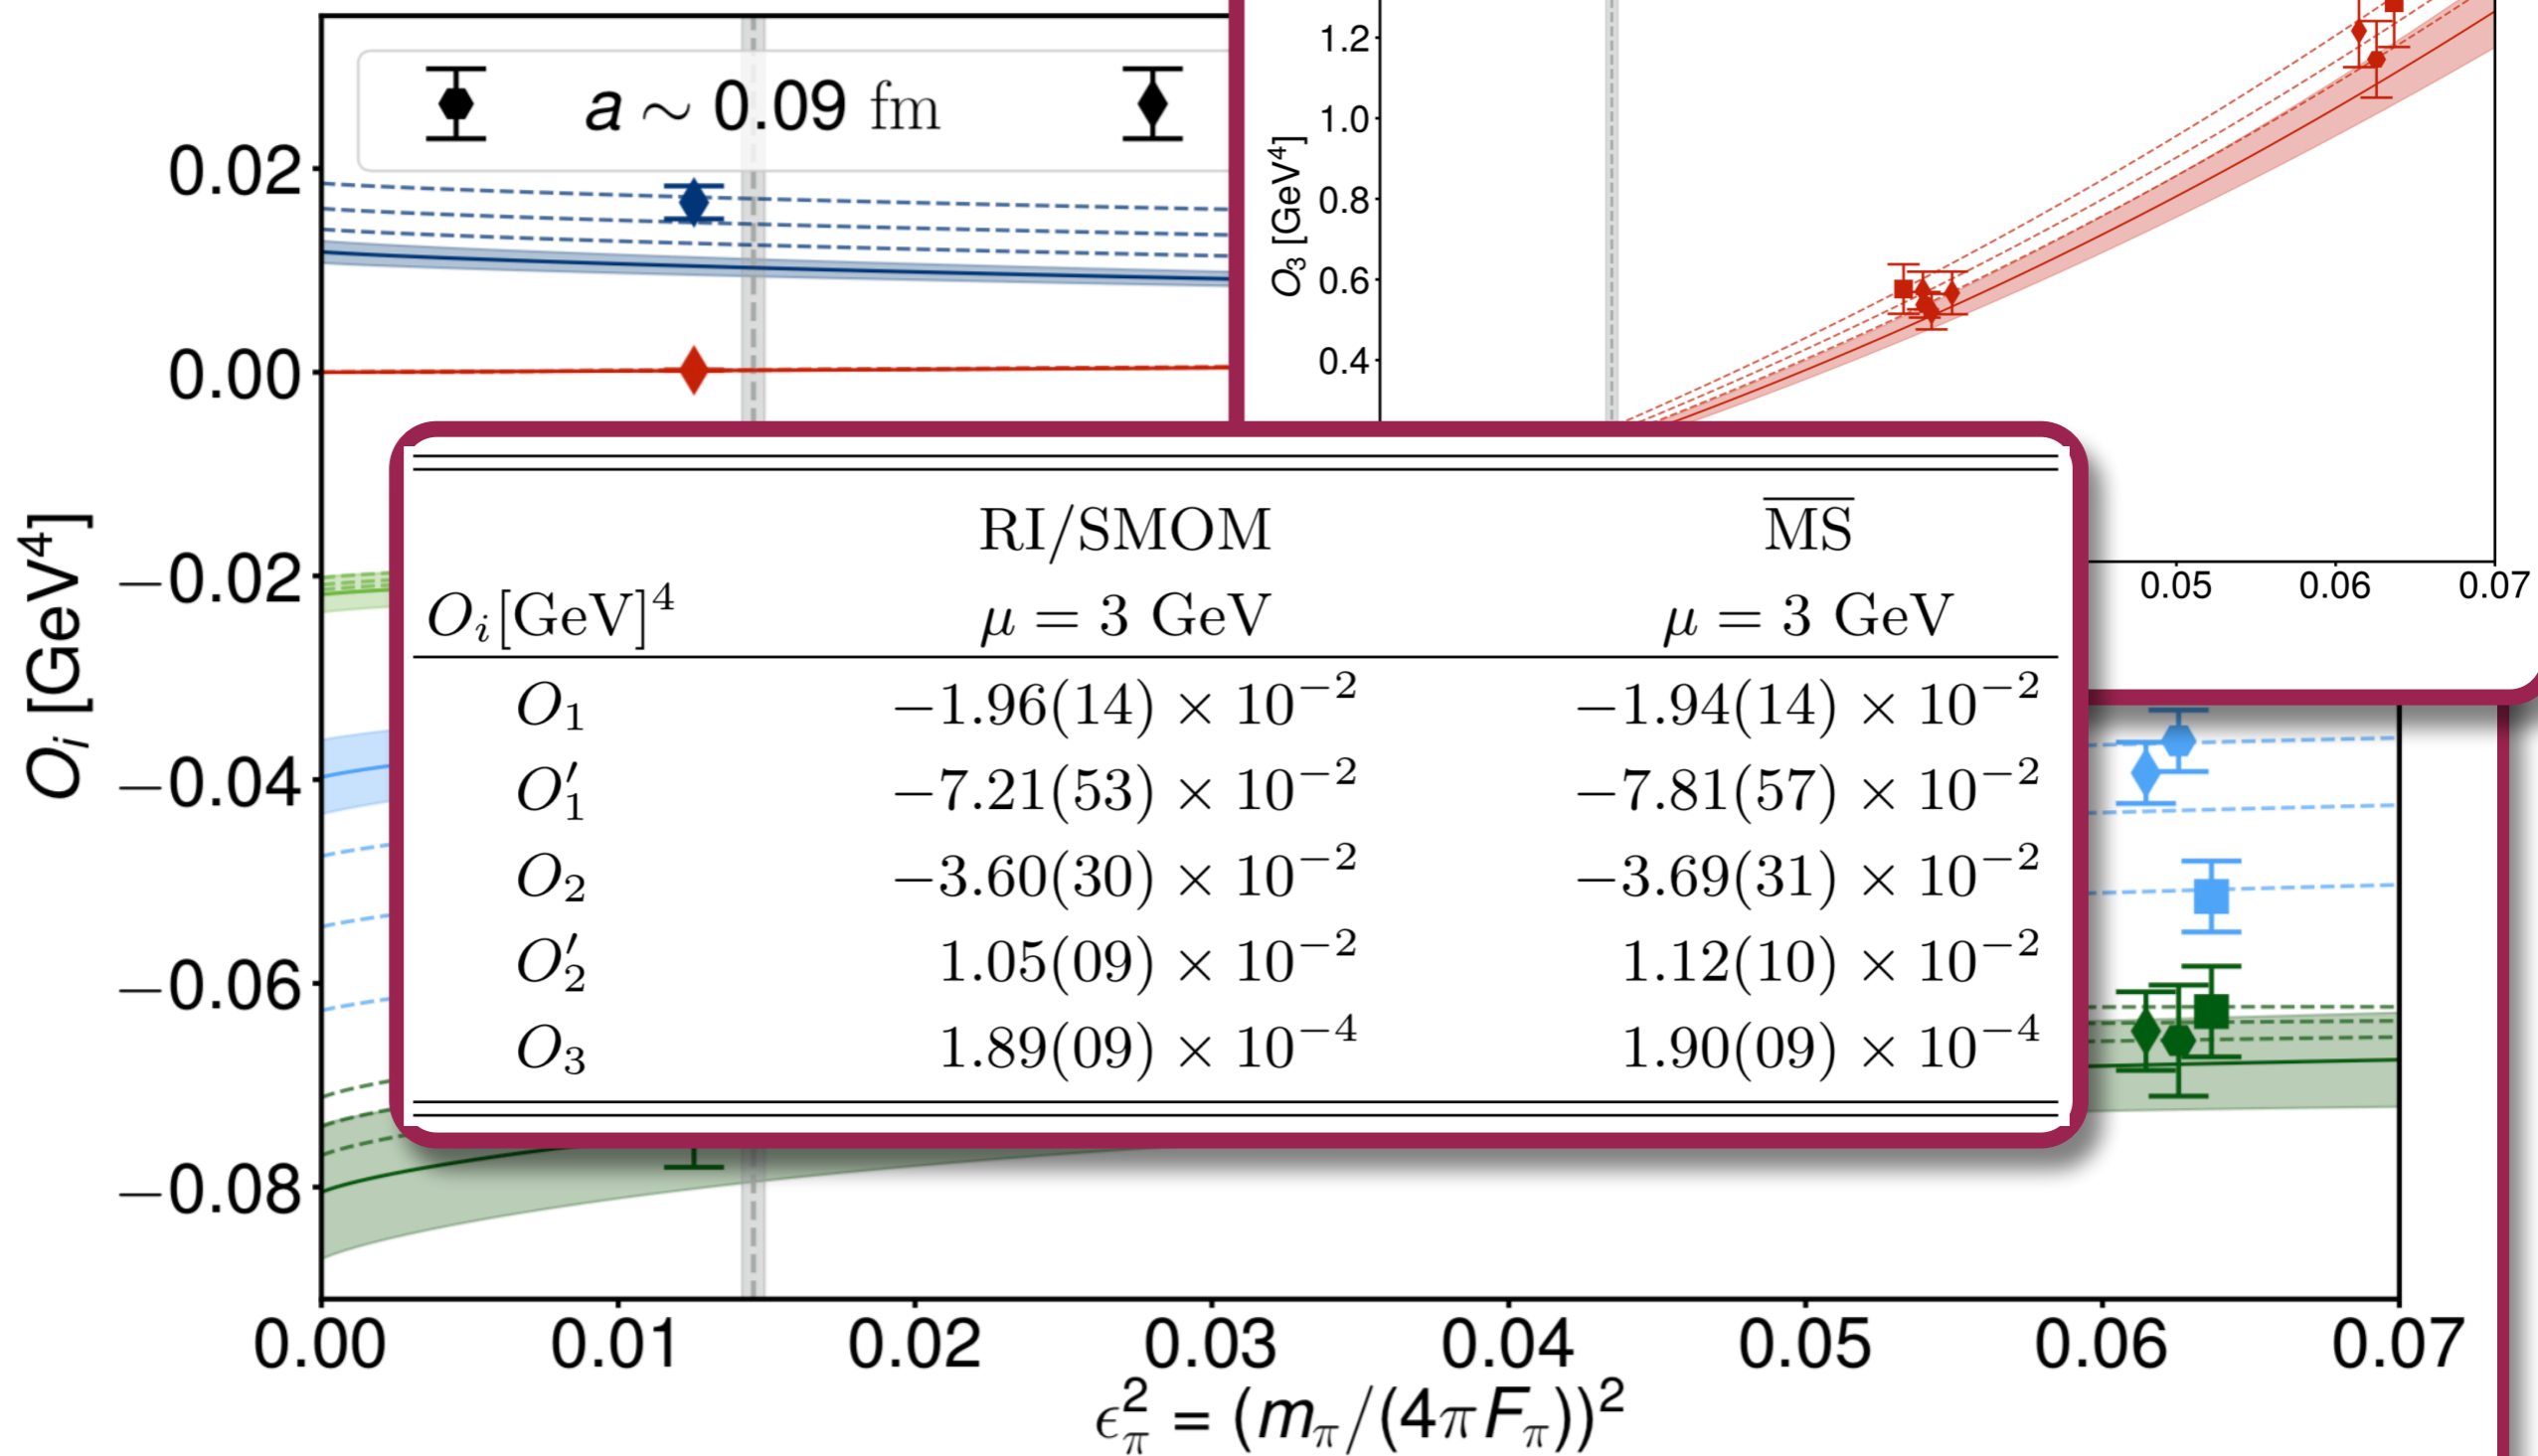 a ∼ 0.09 fm
0.02
0.00
−0.02
−0.04
−0.06
−0.08
O_i [GeV^4]
0.00 0.01 0.02 0.03 0.04 0.05 0.06 0.07
ϵ_π^2 = (m_π/(4πF_π))^2
1.2
1.0
0.8
0.6
0.4
O_3 [GeV^4]
0.05 0.06 0.07
RI/SMOM \overline{MS}
O_i[GeV]^4 μ = 3 GeV μ = 3 GeV
O_1 −1.96(14) × 10^{−2} −1.94(14) × 10^{−2}
O′_1 −7.21(53) × 10^{−2} −7.81(57) × 10^{−2}
O_2 −3.60(30) × 10^{−2} −3.69(31) × 10^{−2}
O′_2 1.05(09) × 10^{−2} 1.12(10) × 10^{−2}
O_3 1.89(09) × 10^{−4} 1.90(09) × 10^{−4}